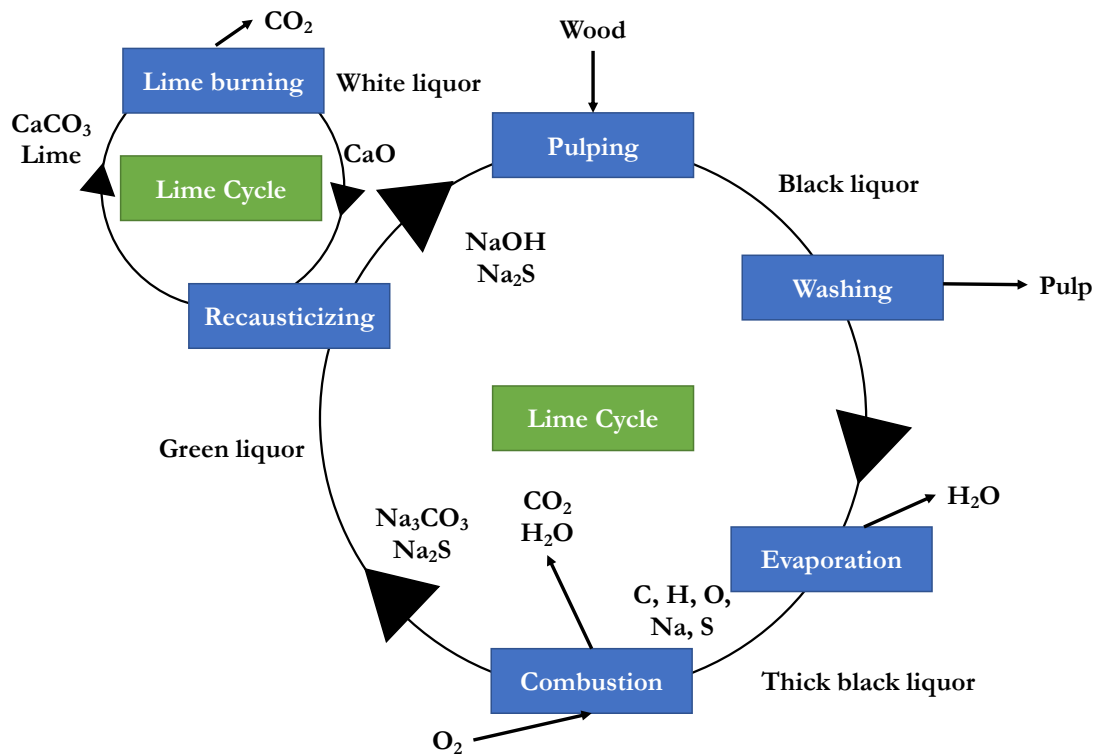 CO₂
Wood
Lime burning
White liquor
CaCO₃
Lime
CaO
Pulping
Lime Cycle
Black liquor
NaOH
Na₂S
Washing
Pulp
Recausticizing
Lime Cycle
Green liquor
CO₂
H₂O
H₂O
Na₃CO₃
Na₂S
Evaporation
C, H, O,
Na, S
Combustion
Thick black liquor
O₂